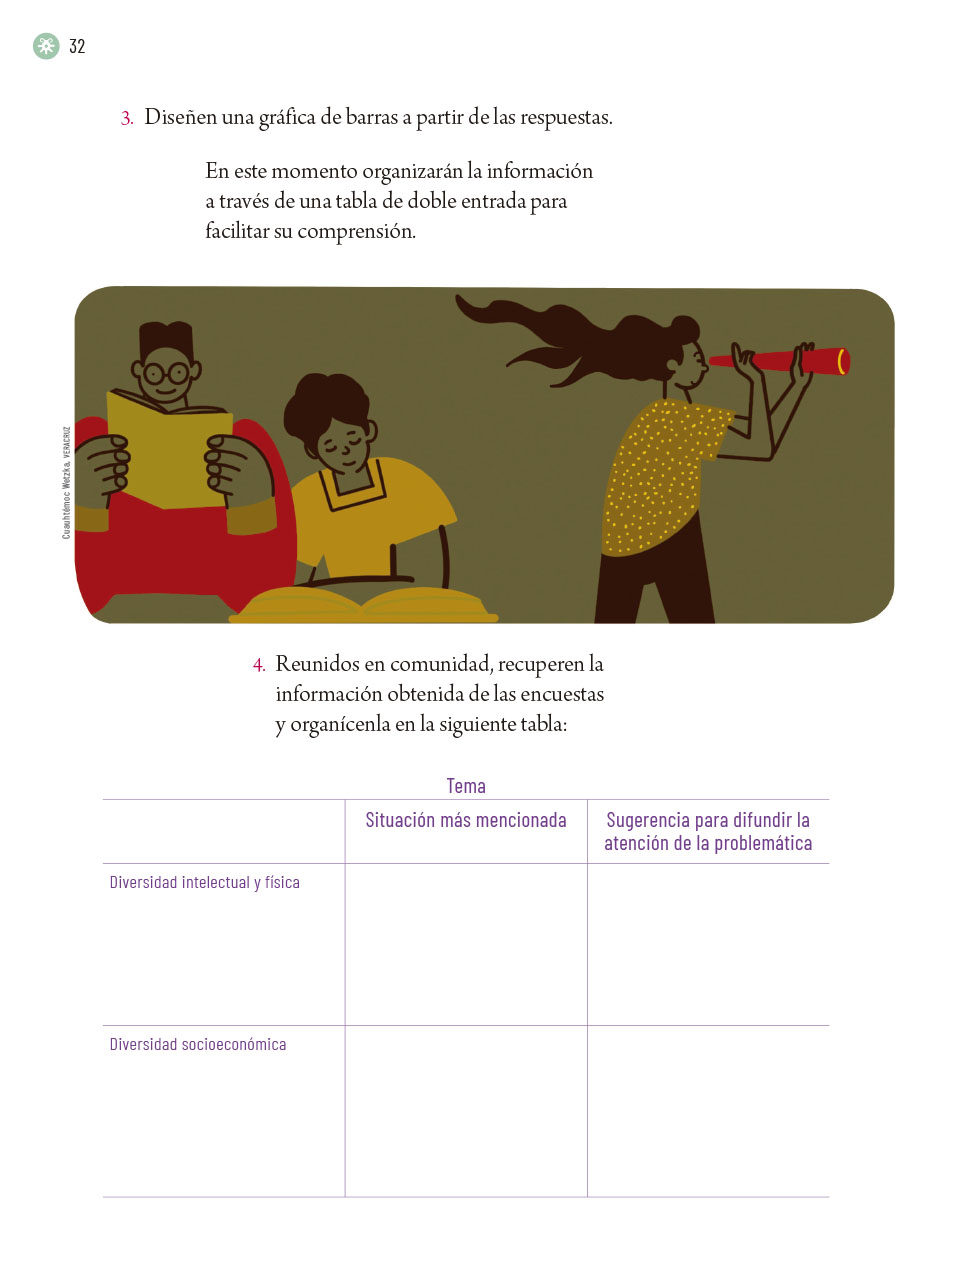 32
3. Diseñen una gráfica de barras a partir de las respuestas.
En este momento organizarán la información
a través de una tabla de doble entrada para
facilitar su comprensión.
Cuauhtémoc Wetzka, VERACRUZ
4. Reunidos en comunidad, recuperen la
información obtenida de las encuestas
y organícenla en la siguiente tabla:
Tema
Situación más mencionada
Sugerencia para difundir la
atención de la problemática
Diversidad intelectual y física
Diversidad socioeconómica